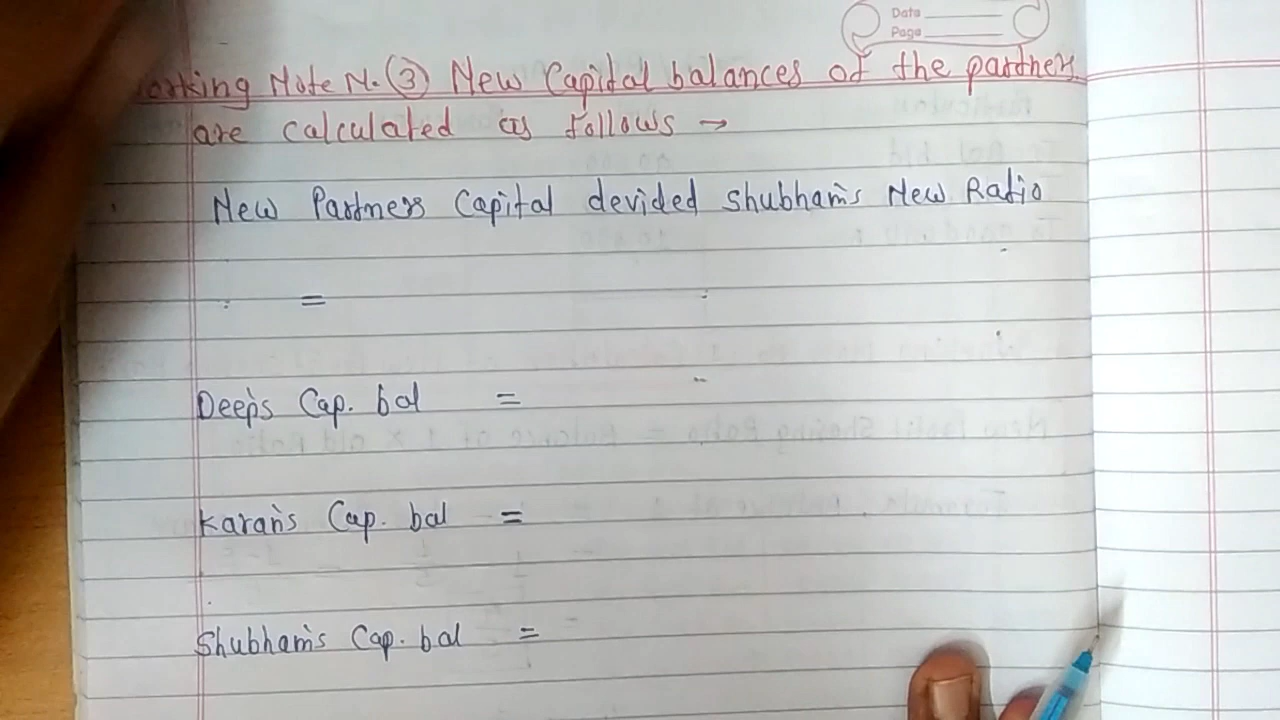 Date
Page
orking Note N. (3) New Capital balances of the partners
are calculated as follows →
New Partners Capital devided Shubham's New Ratio
=
Deep's Cap. bal =
Karan's Cap. bal =
Shubham's Cap. bal =